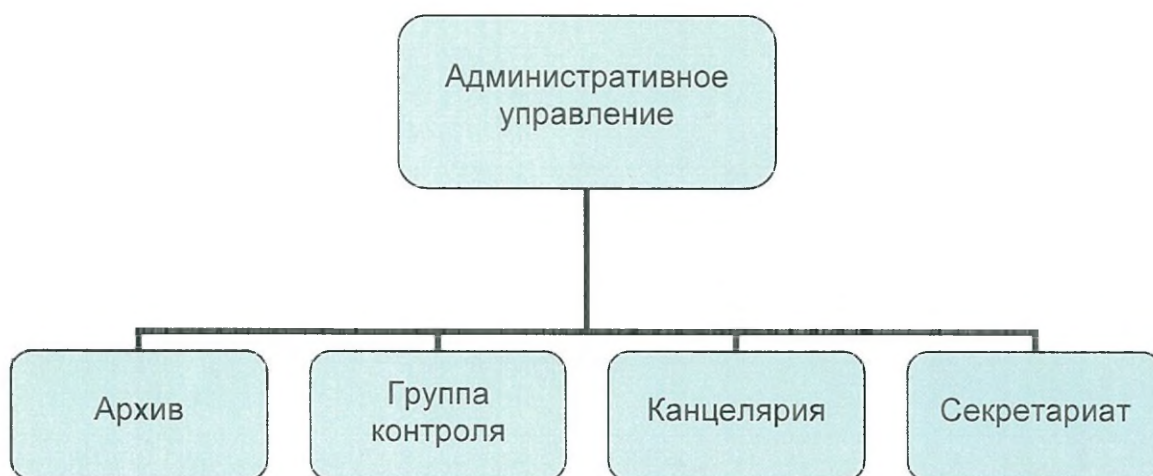 Административное
управление
Архив
Группа
контроля
Канцелярия
Секретариат